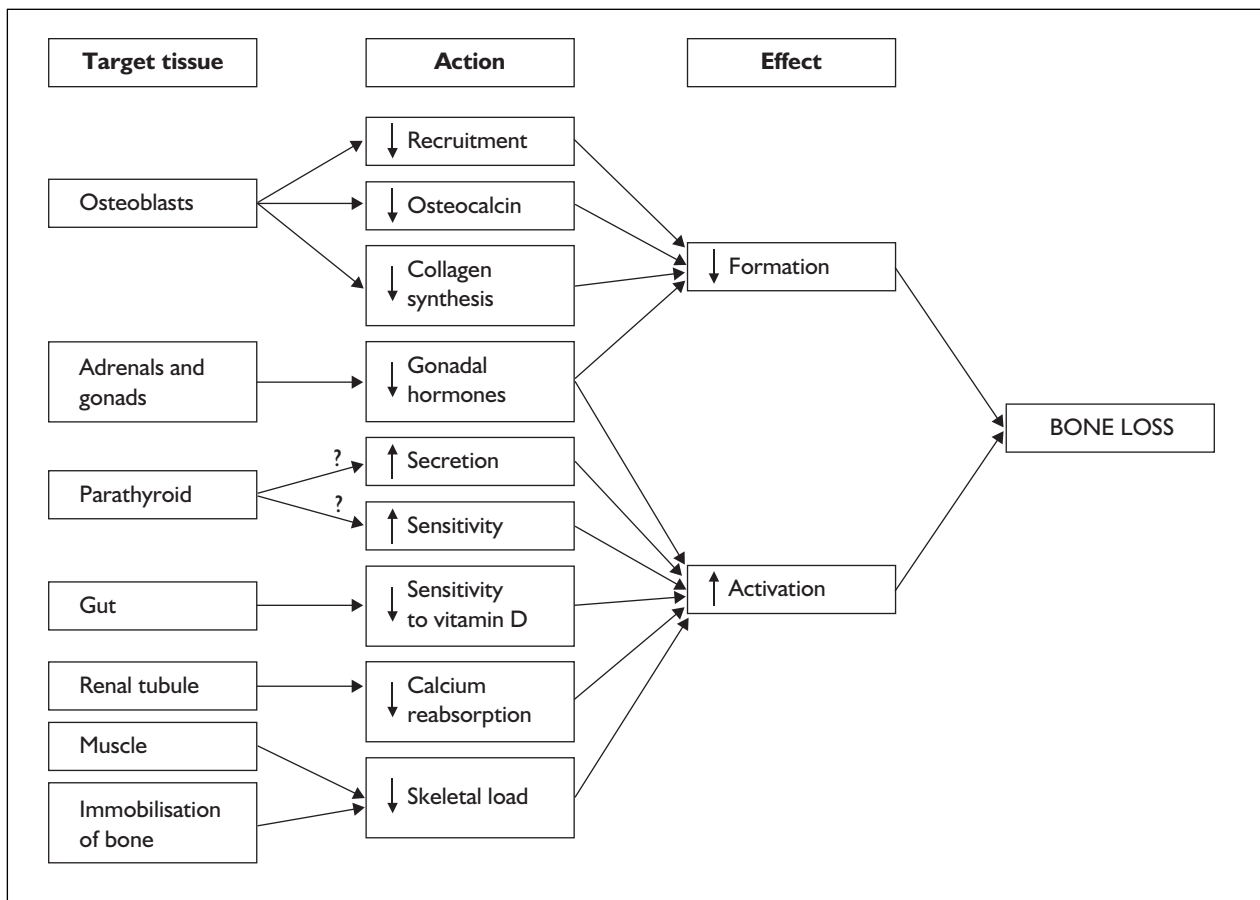 Target tissue
Action
Effect
Osteoblasts
↓ Recruitment
↓ Osteocalcin
↓ Collagen
synthesis
↓ Formation
Adrenals and
gonads
↓ Gonadal
hormones
BONE LOSS
Parathyroid
?
↑ Secretion
?
↑ Sensitivity
Gut
↓ Sensitivity
to vitamin D
↑ Activation
Renal tubule
↓ Calcium
reabsorption
Muscle
Immobilisation
of bone
↓ Skeletal load